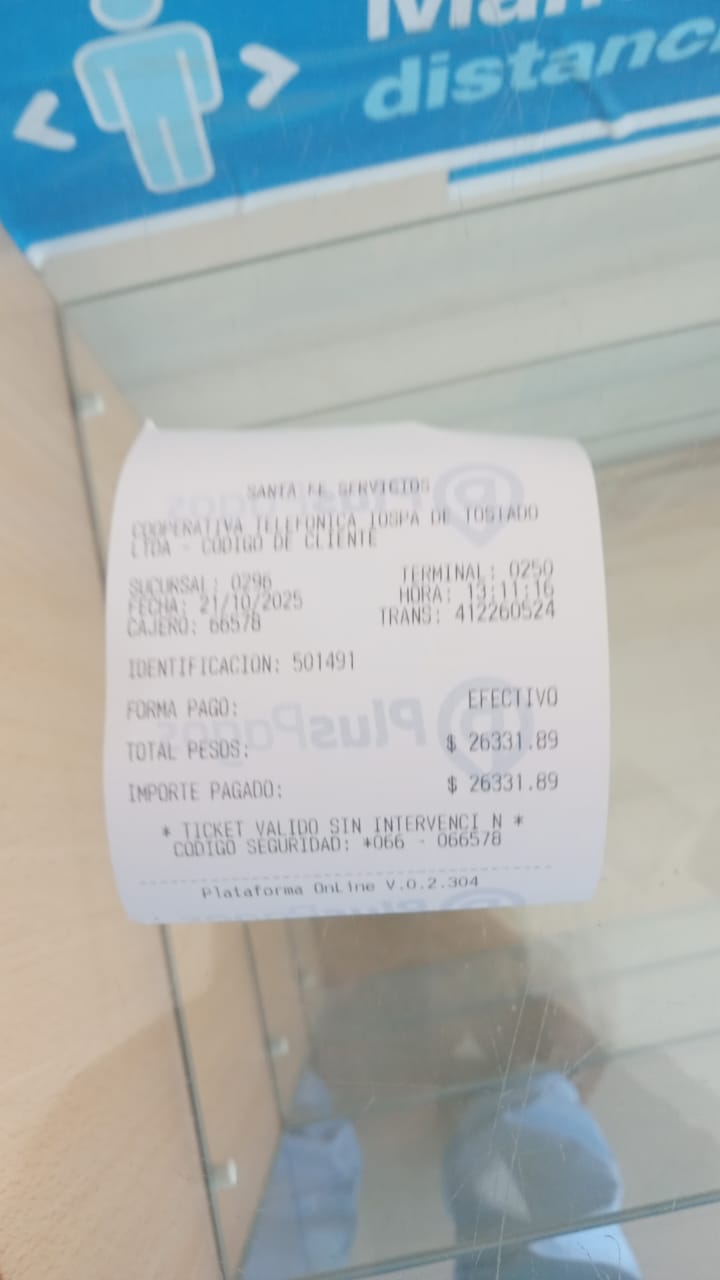 distanc
SANTA FE SERVICIOS
COOPERATIVA TELEFONICA IOSPA DE TOSTADO
LTDA - CODIGO DE CLIENTE
SUCURSAL: 0296 TERMINAL: 0250
FECHA: 21/10/2025 HORA: 13:11:16
CAJERO: 66578 TRANS: 412260524
IDENTIFICACION: 501491
FORMA PAGO: EFECTIVO
PlusPagos
TOTAL PESOS: $ 26331.89
IMPORTE PAGADO: $ 26331.89
* TICKET VALIDO SIN INTERVENCI N *
CODIGO SEGURIDAD: *066 - 066578
Plataforma OnLine V.0.2.304